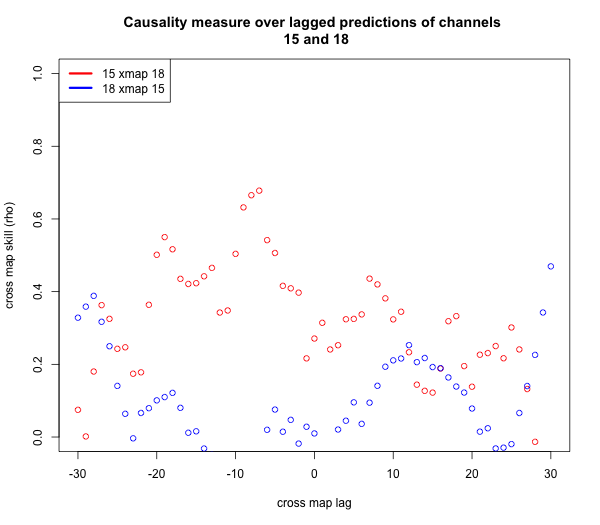 Causality measure over lagged predictions of channels
15 and 18
15 xmap 18
18 xmap 15
cross map skill (rho)
1.0
0.8
0.6
0.4
0.2
0.0
-30 -20 -10 0 10 20 30
cross map lag